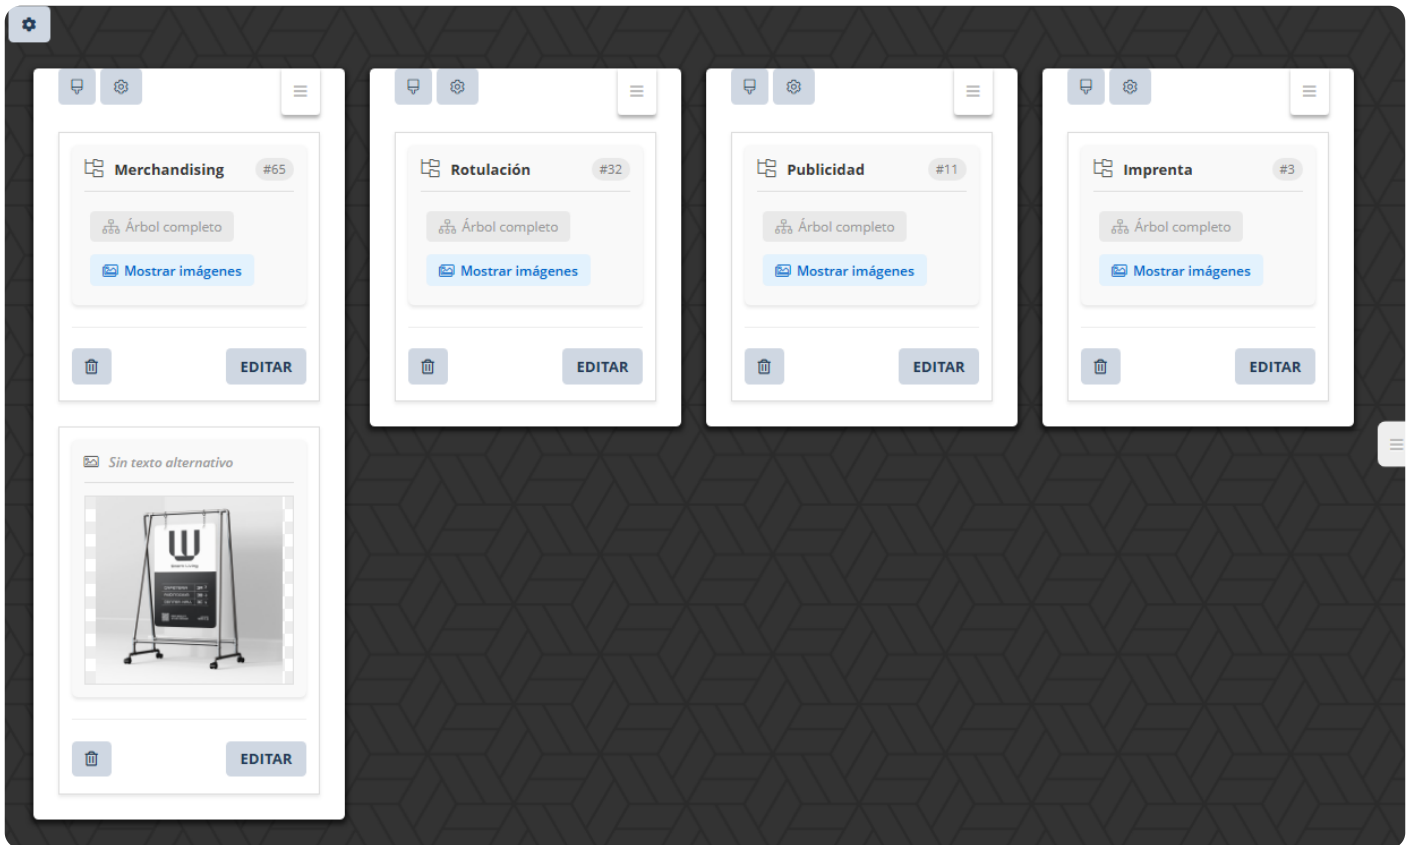 Merchandising #65
Árbol completo
Mostrar imágenes
EDITAR
Rotulación #32
Árbol completo
Mostrar imágenes
EDITAR
Publicidad #11
Árbol completo
Mostrar imágenes
EDITAR
Imprenta #3
Árbol completo
Mostrar imágenes
EDITAR
Sin texto alternativo
EDITAR